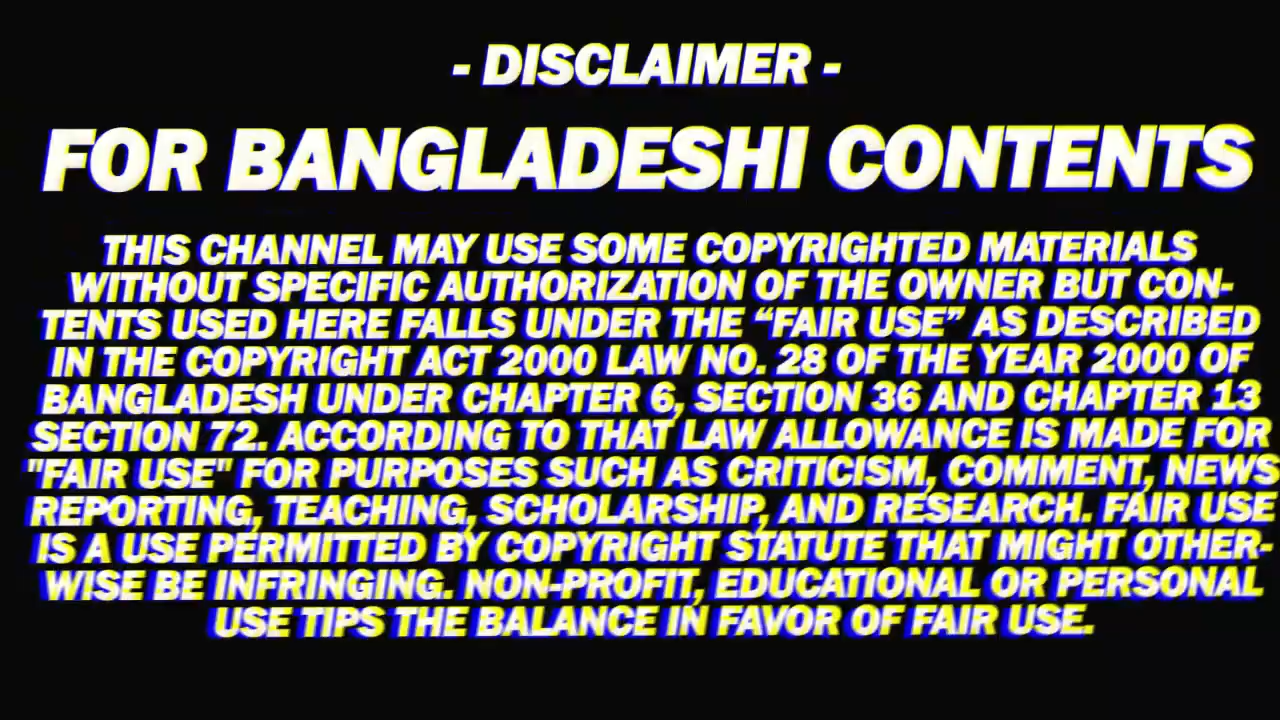 - DISCLAIMER -
FOR BANGLADESHI CONTENTS
THIS CHANNEL MAY USE SOME COPYRIGHTED MATERIALS
WITHOUT SPECIFIC AUTHORIZATION OF THE OWNER BUT CON-
TENTS USED HERE FALLS UNDER THE “FAIR USE” AS DESCRIBED
IN THE COPYRIGHT ACT 2000 LAW NO. 28 OF THE YEAR 2000 OF
BANGLADESH UNDER CHAPTER 6, SECTION 36 AND CHAPTER 13
SECTION 72. ACCORDING TO THAT LAW ALLOWANCE IS MADE FOR
"FAIR USE" FOR PURPOSES SUCH AS CRITICISM, COMMENT, NEWS
REPORTING, TEACHING, SCHOLARSHIP, AND RESEARCH. FAIR USE
IS A USE PERMITTED BY COPYRIGHT STATUTE THAT MIGHT OTHER-
WISE BE INFRINGING. NON-PROFIT, EDUCATIONAL OR PERSONAL
USE TIPS THE BALANCE IN FAVOR OF FAIR USE.